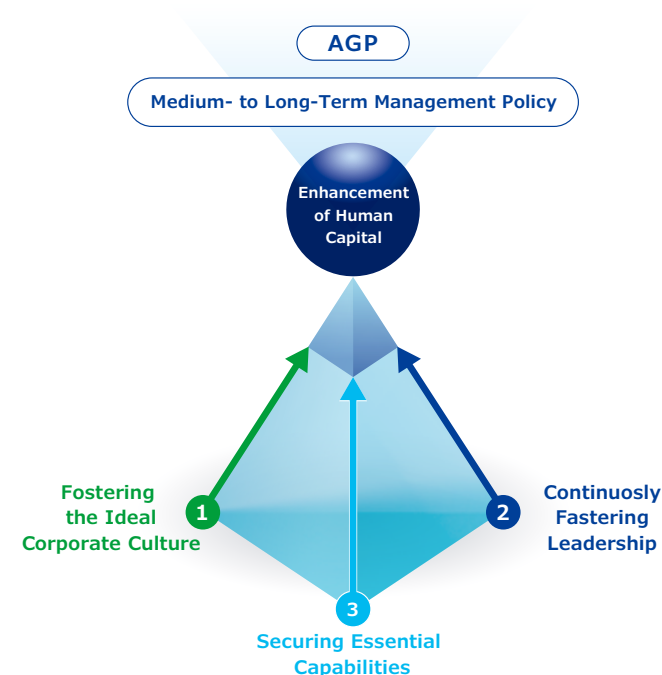 AGP
Medium- to Long-Term Management Policy
Enhancement
of Human
Capital
1
Fostering
the Ideal
Corporate Culture
2
Continuosly
Fastering
Leadership
3
Securing Essential
Capabilities